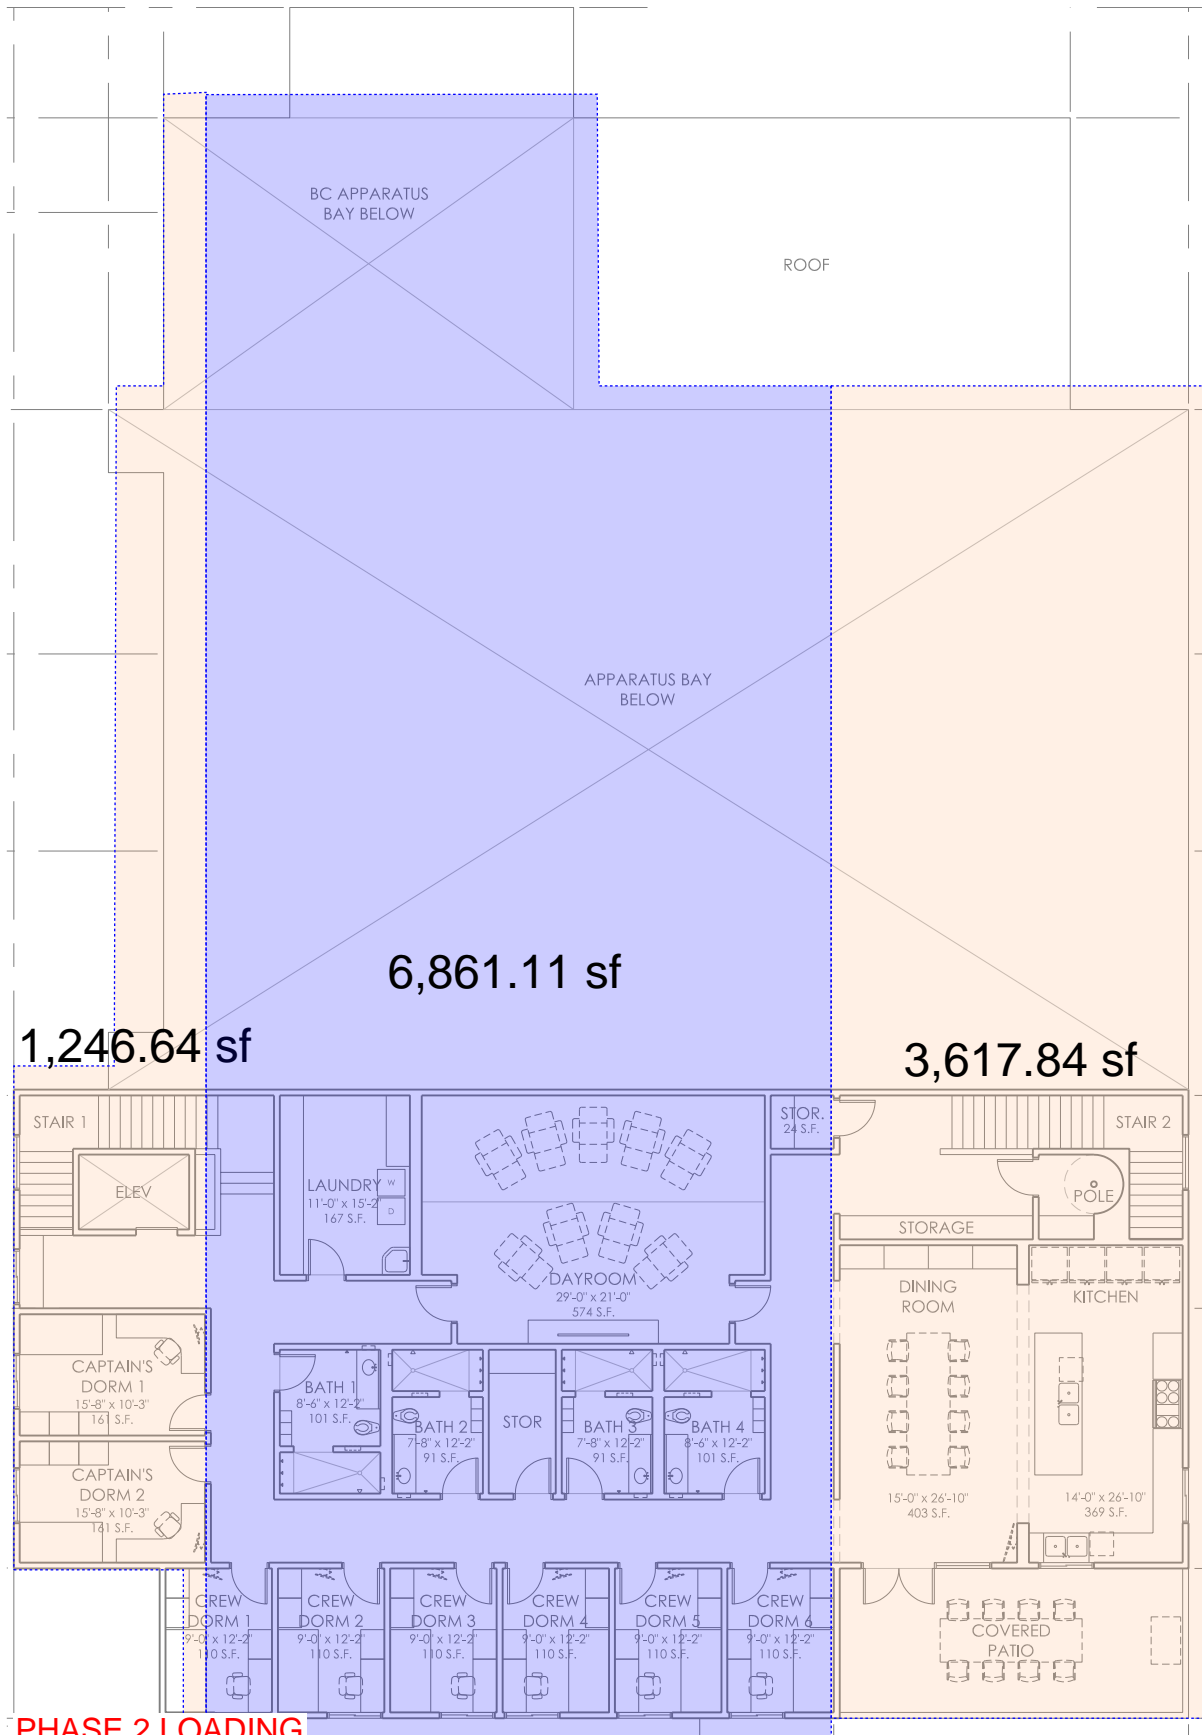 BC APPARATUS
BAY BELOW
ROOF
APPARATUS BAY
BELOW
6,861.11 sf
1,246.64 sf
3,617.84 sf
STAIR 1
ELEV
LAUNDRY
11'-0" x 15'-2"
167 S.F.
W
D
STOR.
24 S.F.
STAIR 2
POLE
STORAGE
DAYROOM
29'-0" x 21'-0"
574 S.F.
DINING
ROOM
15'-0" x 26'-10"
403 S.F.
KITCHEN
14'-0" x 26'-10"
369 S.F.
CAPTAIN'S
DORM 1
15'-8" x 10'-3"
161 S.F.
CAPTAIN'S
DORM 2
15'-8" x 10'-3"
161 S.F.
BATH 1
8'-6" x 12'-2"
101 S.F.
BATH 2
7'-8" x 12'-2"
91 S.F.
STOR
BATH 3
7'-8" x 12'-2"
91 S.F.
BATH 4
8'-6" x 12'-2"
101 S.F.
CREW
DORM 1
9'-0" x 12'-2"
110 S.F.
CREW
DORM 2
9'-0" x 12'-2"
110 S.F.
CREW
DORM 3
9'-0" x 12'-2"
110 S.F.
CREW
DORM 4
9'-0" x 12'-2"
110 S.F.
CREW
DORM 5
9'-0" x 12'-2"
110 S.F.
CREW
DORM 6
9'-0" x 12'-2"
110 S.F.
COVERED
PATIO
PHASE 2 LOADING